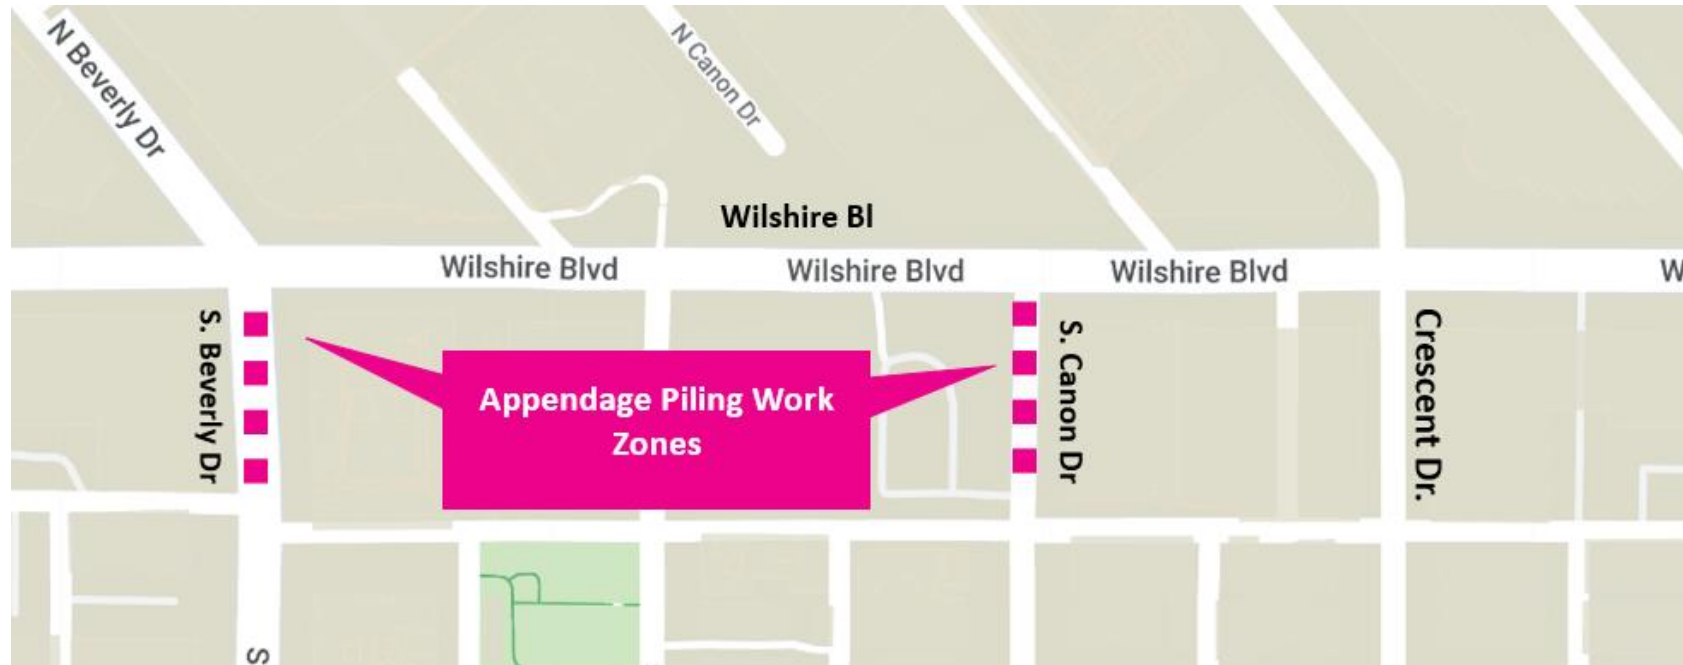 N Beverly Dr
N Canon Dr
Wilshire Bl
Wilshire Blvd
Wilshire Blvd
Wilshire Blvd
W
S. Beverly Dr
Appendage Piling Work
Zones
S. Canon Dr
Crescent Dr.
S